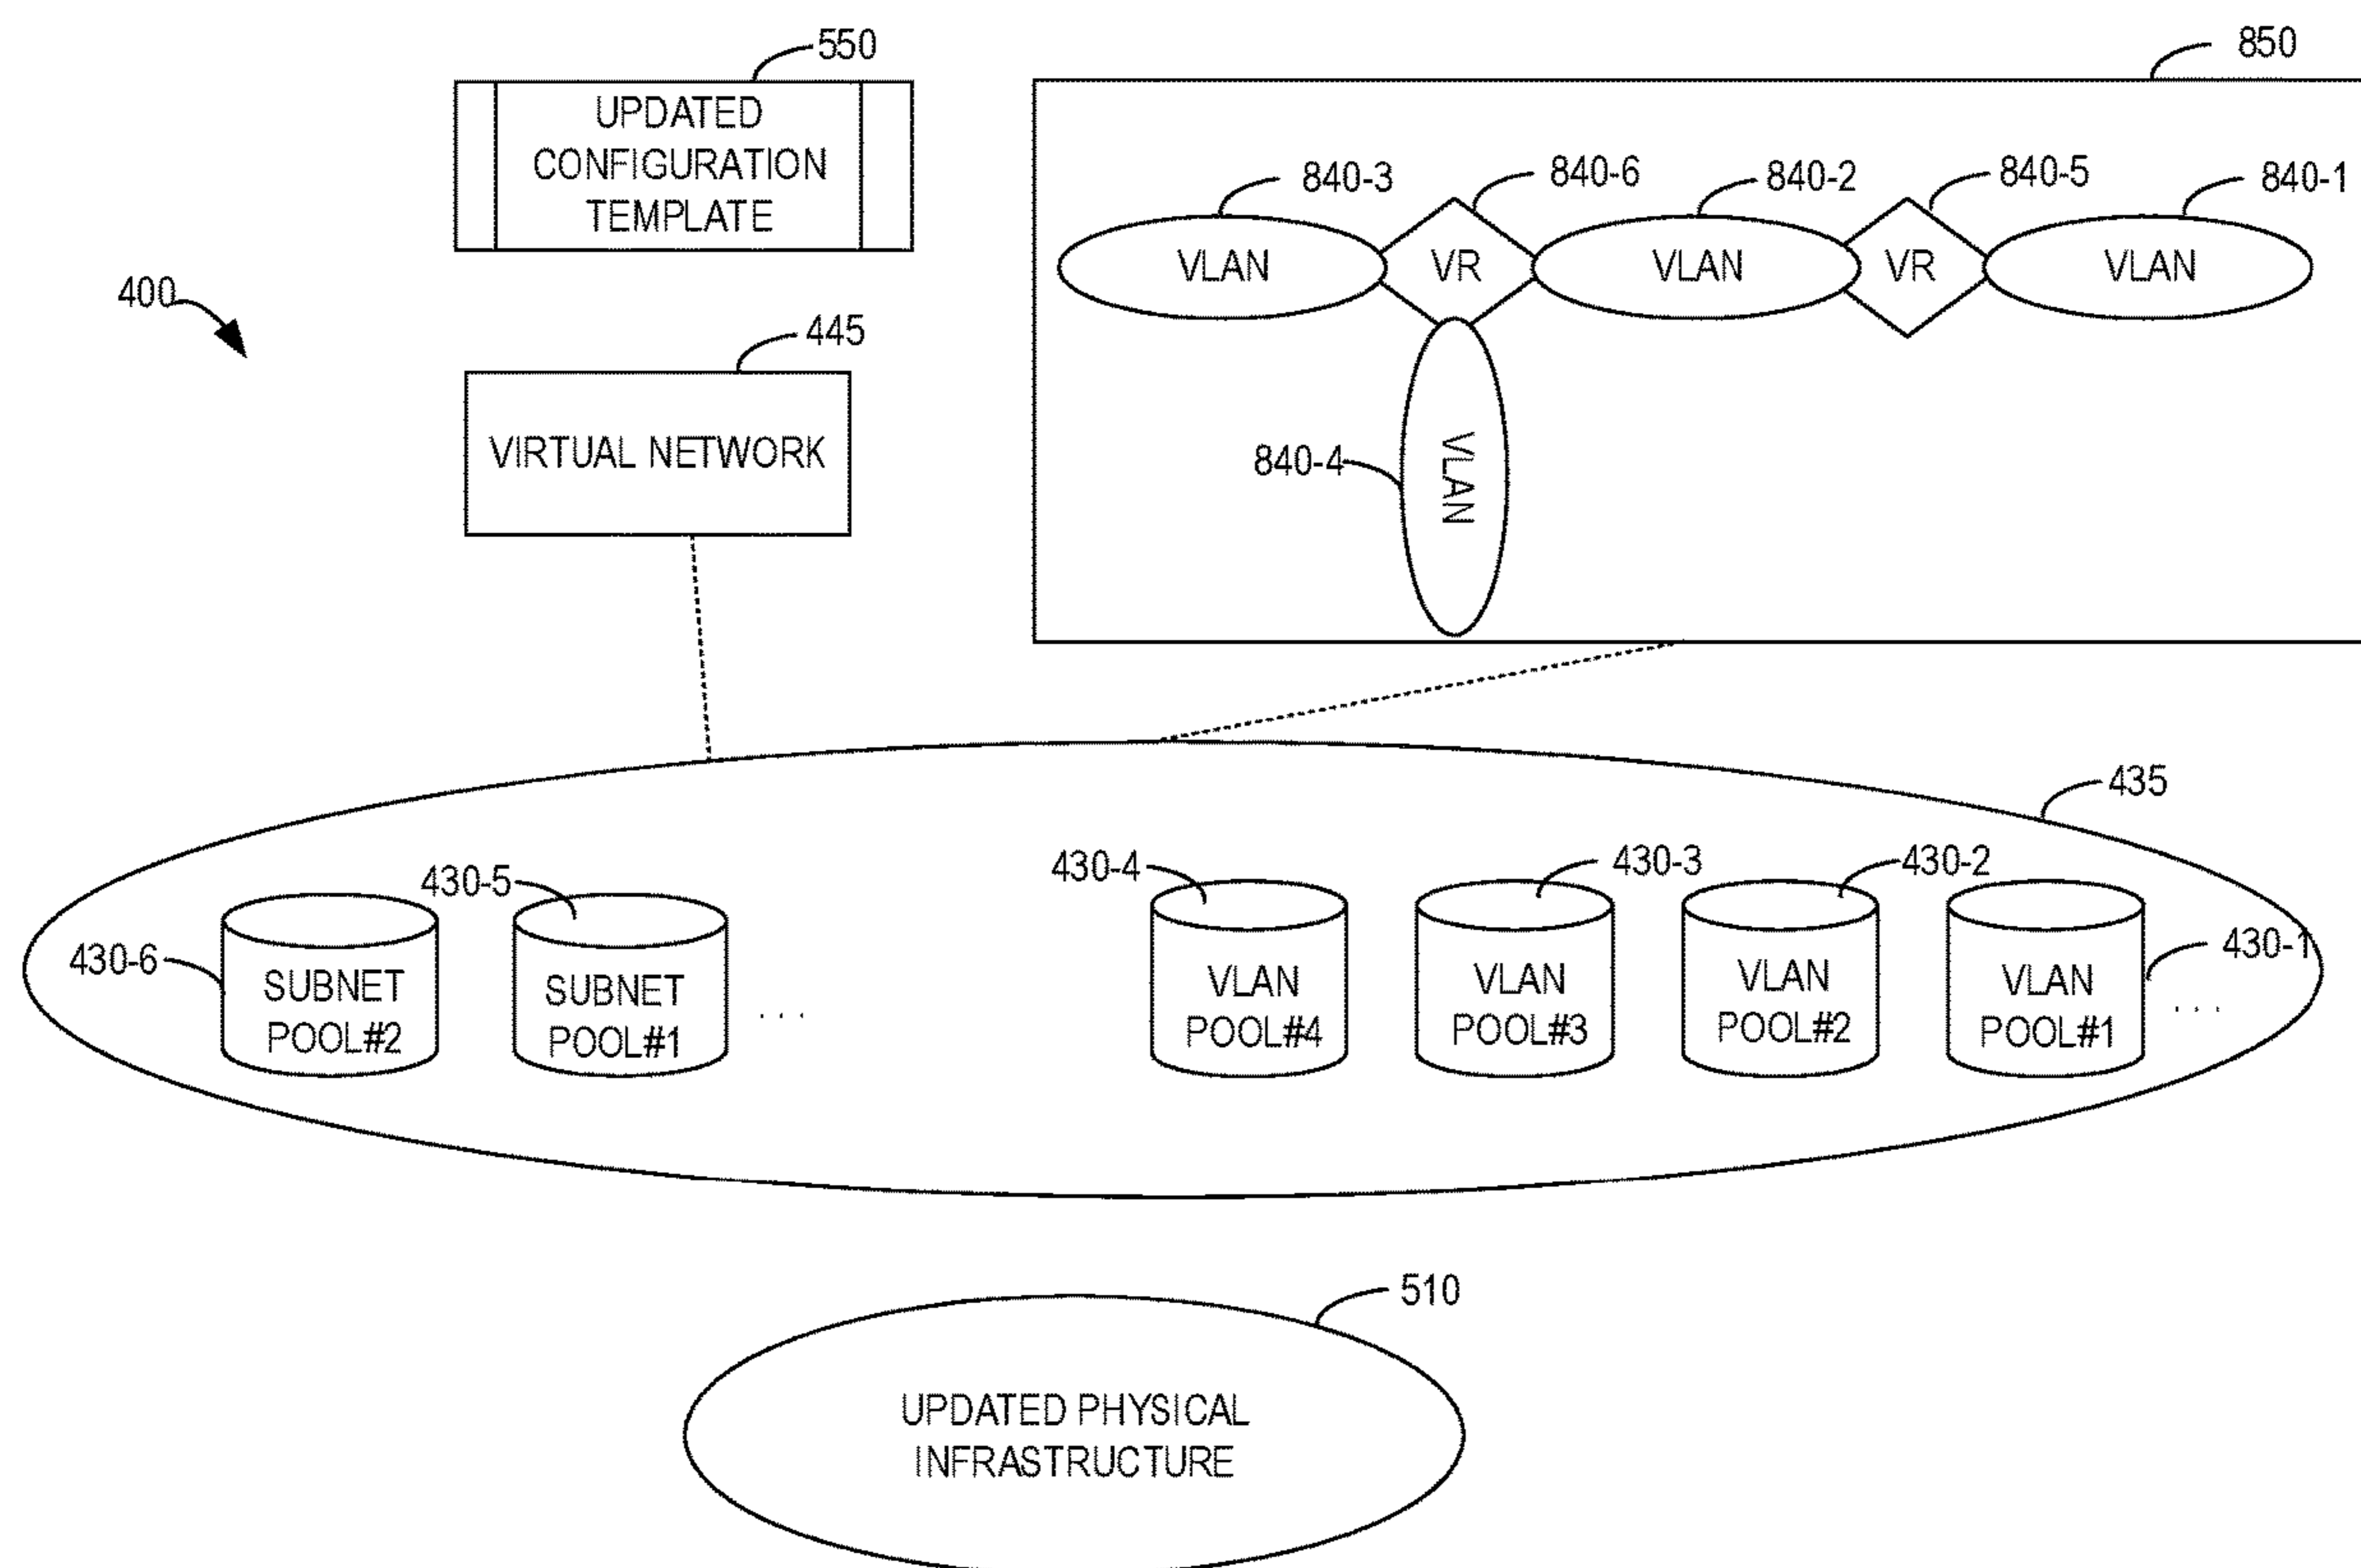 550
850
UPDATED
CONFIGURATION
TEMPLATE
840-3
840-6
840-2
840-5
840-1
VLAN
VR
VLAN
VR
VLAN
400
445
VIRTUAL NETWORK
840-4
VLAN
435
430-6
430-5
430-4
430-3
430-2
430-1
SUBNET
POOL#2
SUBNET
POOL#1
. . .
VLAN
POOL#4
VLAN
POOL#3
VLAN
POOL#2
VLAN
POOL#1
. . .
510
UPDATED PHYSICAL
INFRASTRUCTURE